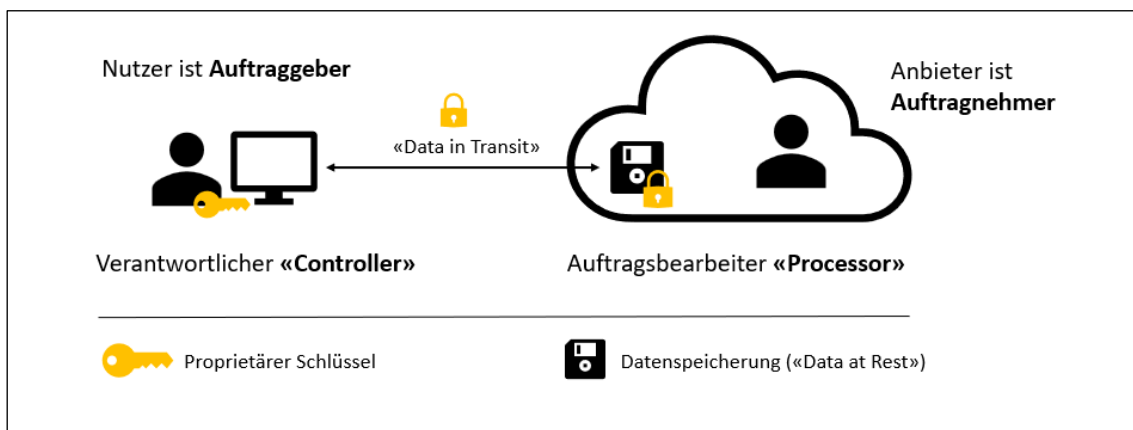 Nutzer ist Auftraggeber
Anbieter ist
Auftragnehmer
«Data in Transit»
Verantwortlicher «Controller»
Auftragsbearbeiter «Processor»
Proprietärer Schlüssel
Datenspeicherung («Data at Rest»)